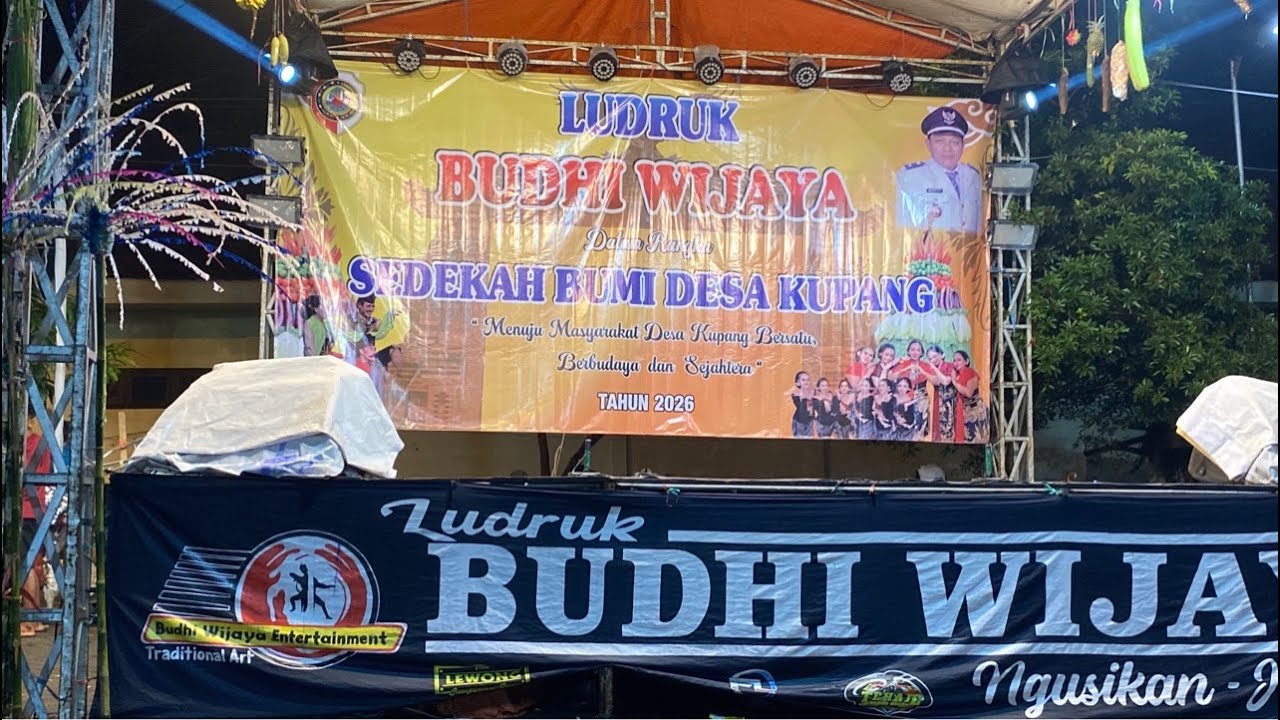 LUDRUK
BUDHI WIJAYA
Dalam Rangka
SEDEKAH BUMI DESA KUPANG
" Menuju Masyarakat Desa Kupang Bersatu,
Berbudaya dan Sejahtera "
TAHUN 2026
Ludruk
BUDHI WIJAY
Budhi Wijaya Entertainment
Traditional Art
LEWONG
Ngusikan - J